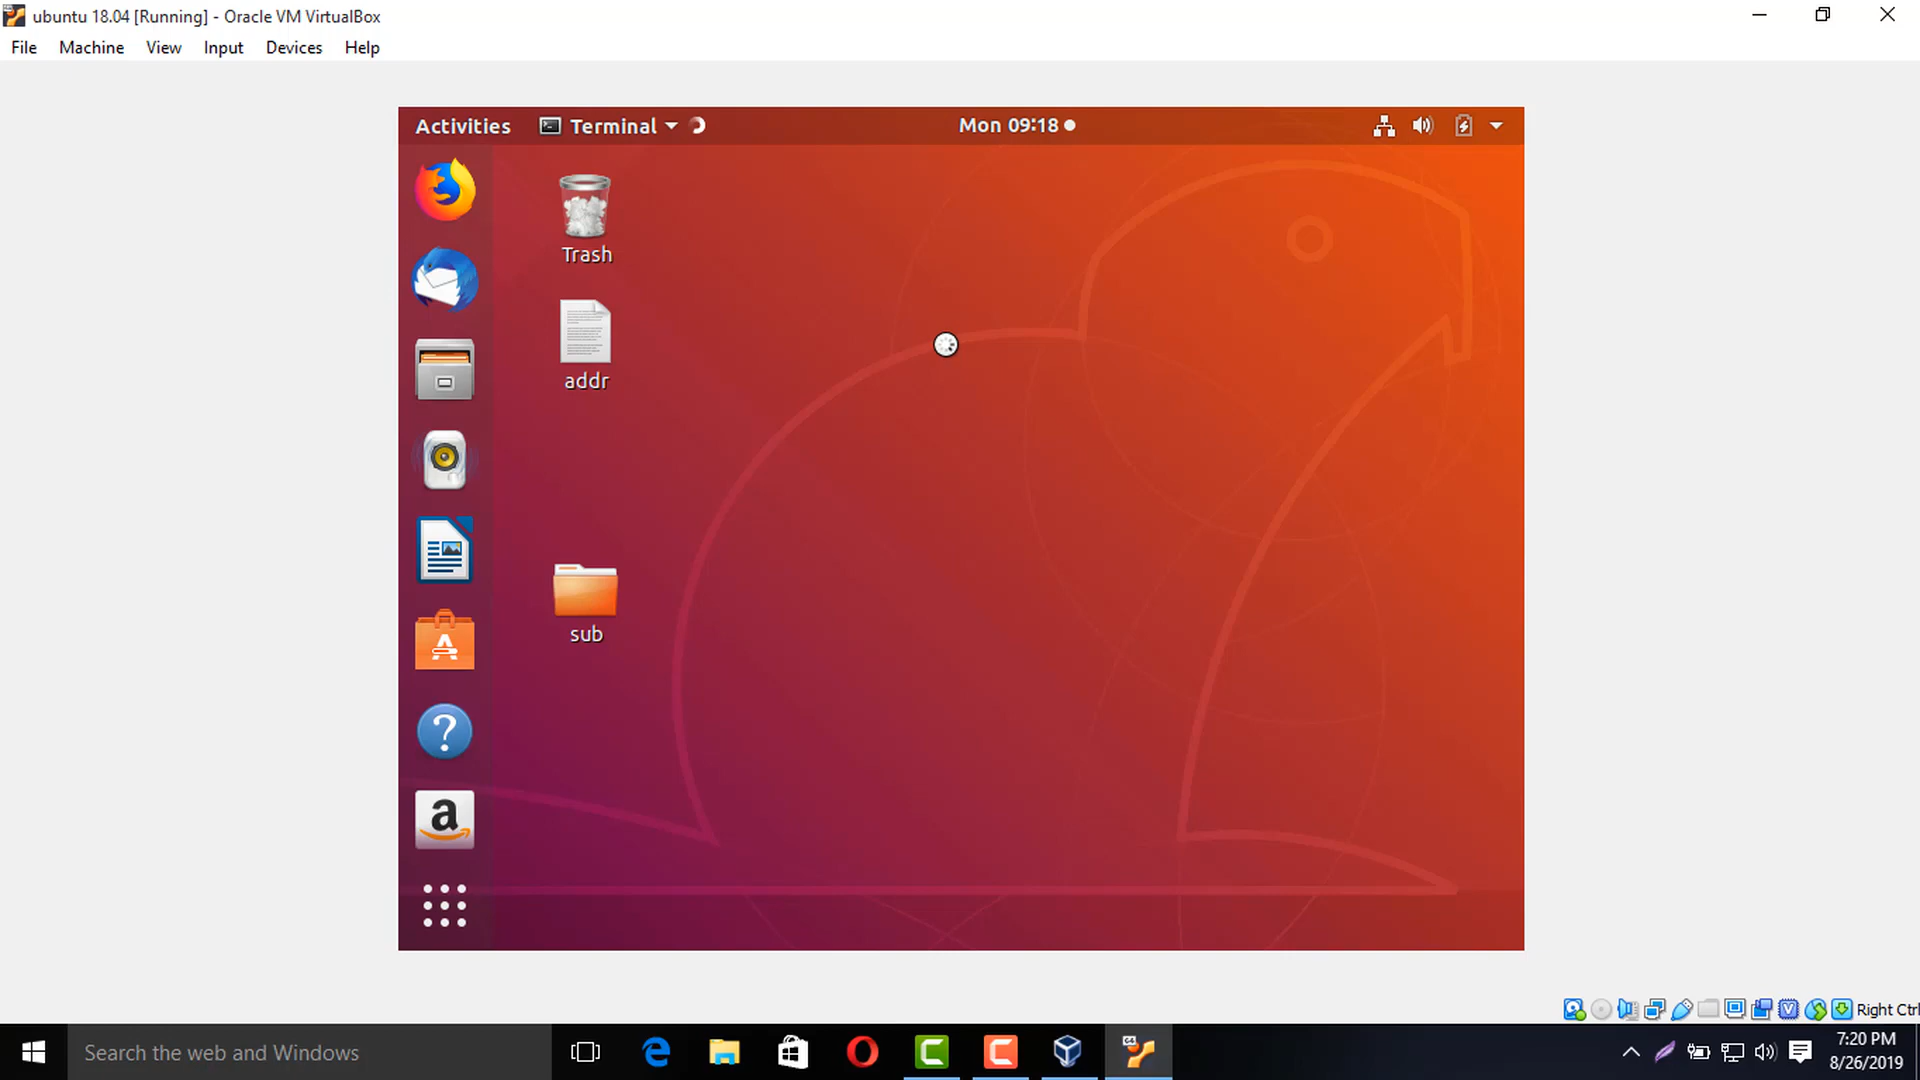 ubuntu 18.04 [Running] - Oracle VM VirtualBox
File Machine View Input Devices Help
Activities Terminal Mon 09:18
Trash
addr
sub
Right Ctrl
Search the web and Windows
7:20 PM
8/26/2019